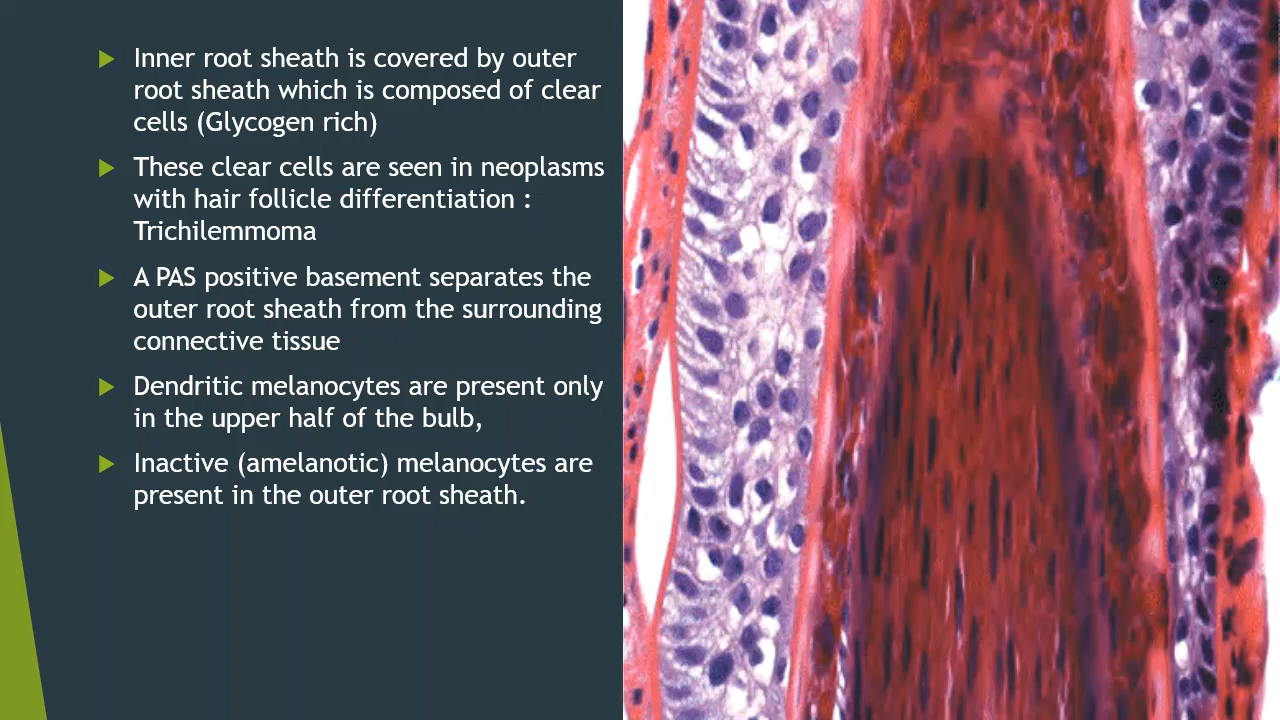 Inner root sheath is covered by outer
root sheath which is composed of clear
cells (Glycogen rich)
These clear cells are seen in neoplasms
with hair follicle differentiation :
Trichilemmoma
A PAS positive basement separates the
outer root sheath from the surrounding
connective tissue
Dendritic melanocytes are present only
in the upper half of the bulb,
Inactive (amelanotic) melanocytes are
present in the outer root sheath.